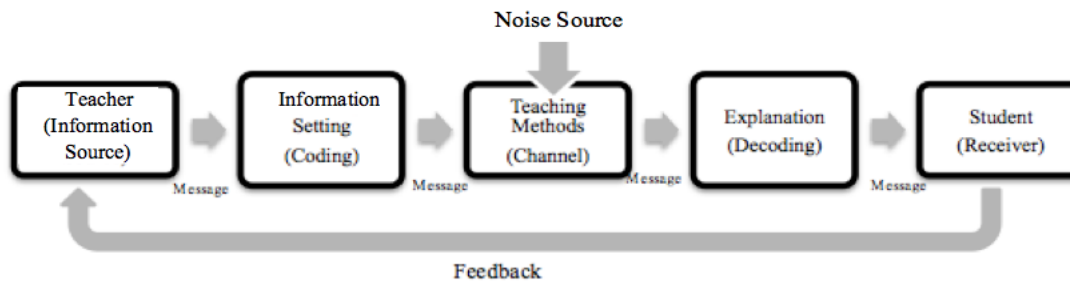 Noise Source
Teacher
(Information
Source)
Message
Information
Setting
(Coding)
Message
Teaching
Methods
(Channel)
Message
Explanation
(Decoding)
Message
Student
(Receiver)
Feedback